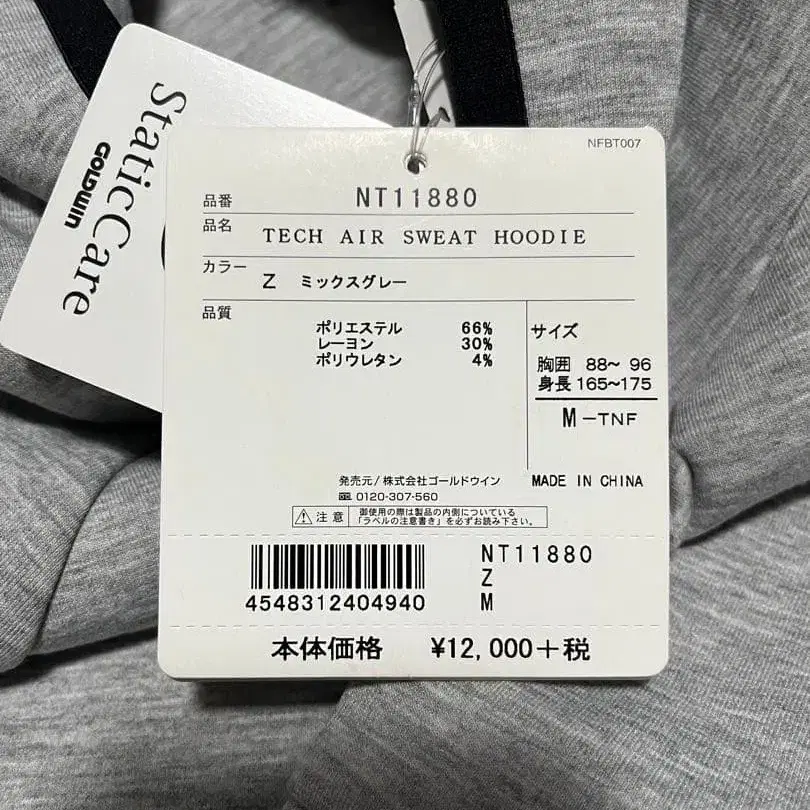 StaticCare
GOLDWIN
NFBT007
品番 NT11880
品名 TECH AIR SWEAT HOODIE
カラー Z ミックスグレー
品質
ポリエステル 66%
レーヨン 30%
ポリウレタン 4%
サイズ
胸囲 88~ 96
身長 165~175
M-TNF
発売元/株式会社ゴールドウイン
0120-307-560
MADE IN CHINA
注意
御使用の際は製品の内側についている
「ラベルの注意書き」を必ずお読み下さい。
4548312404940
NT11880
Z
M
本体価格 ¥12,000+税